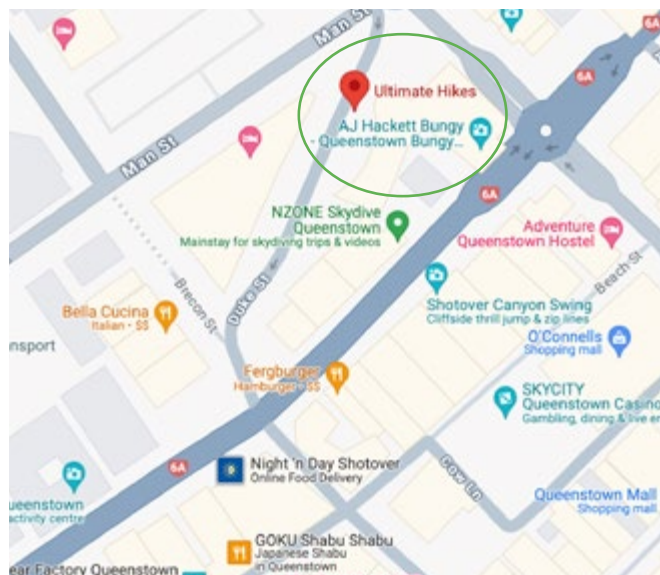 Man St
6A
6A
Ultimate Hikes
AJ Hackett Bungy
- Queenstown Bungy...
Man St
6A
NZONE Skydive
Queenstown
Mainstay for skydiving trips & videos
Adventure
Queenstown Hostel
Beach St
Brecon St
Duke St
Bella Cucina
Italian • $$
nsport
Shotover Canyon Swing
Cliffside thrill jump & zip lines
O'Connells
Shopping mall
Fergburger
Hamburger • $$
SKYCITY
Queenstown Casino
Gambling, dining & live en
6A
Night 'n Day Shotover
Online Food Delivery
Cow Ln
Queenstown Mall
Shopping mall
ueenstown
activity centre
GOKU Shabu Shabu
Japanese Shabu
in Queenstown
ear Factory Queenstown